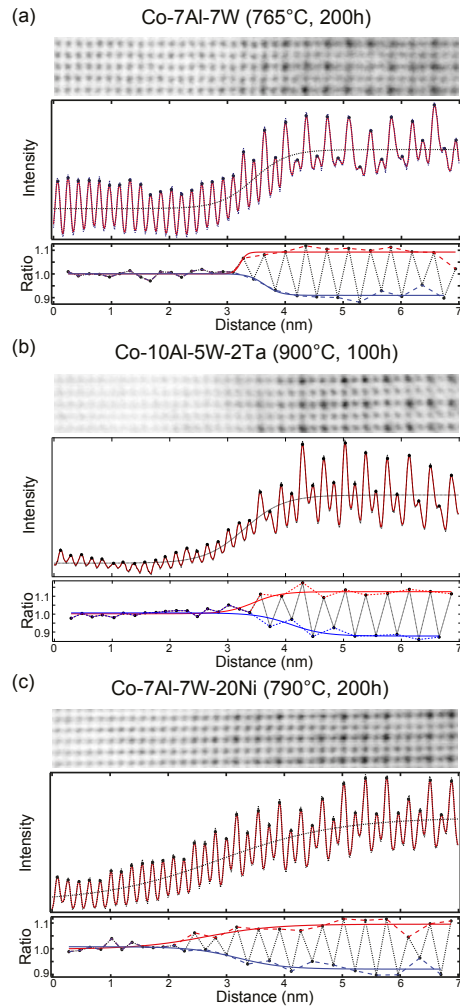 (a)
Co-7Al-7W (765°C, 200h)
Intensity
Ratio
1.1
1.0
0.9
0 1 2 3 4 5 6 7
Distance (nm)
(b)
Co-10Al-5W-2Ta (900°C, 100h)
Intensity
Ratio
1.1
1.0
0.9
0 1 2 3 4 5 6 7
Distance (nm)
(c)
Co-7Al-7W-20Ni (790°C, 200h)
Intensity
Ratio
1.1
1.0
0.9
0 1 2 3 4 5 6 7
Distance (nm)